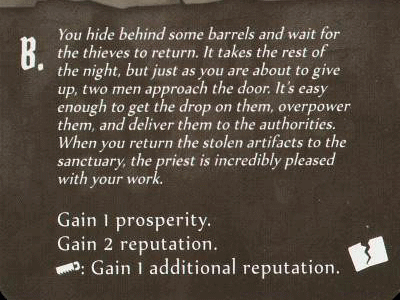 B.
You hide behind some barrels and wait for
the thieves to return. It takes the rest of
the night, but just as you are about to give
up, two men approach the door. It's easy
enough to get the drop on them, overpower
them, and deliver them to the authorities.
When you return the stolen artifacts to the
sanctuary, the priest is incredibly pleased
with your work.
Gain 1 prosperity.
Gain 2 reputation.
: Gain 1 additional reputation.